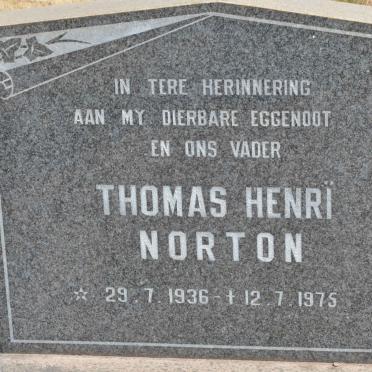 IN TERE HERINNERING
AAN MY DIERBARE EGGENOOT
EN ONS VADER
THOMAS HENRÏ
NORTON
☆ 29.7.1936 - † 12.7.1975